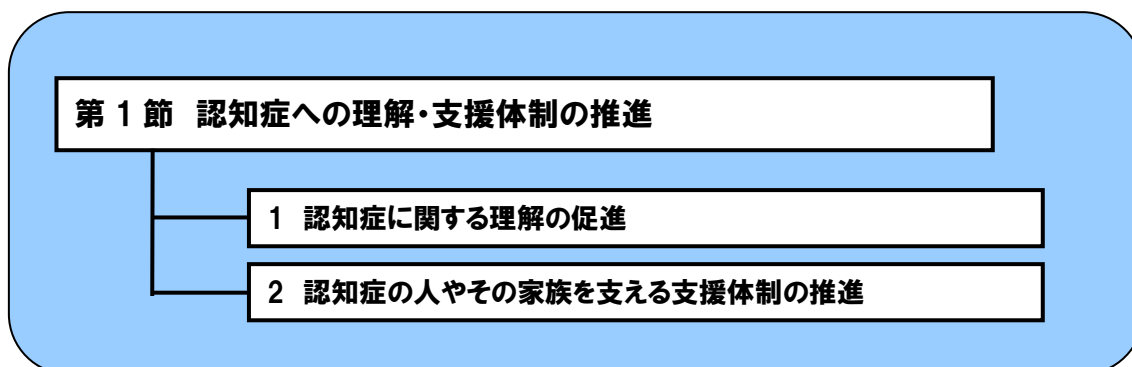 第 1 節　認知症への理解・支援体制の推進
1　認知症に関する理解の促進
2　認知症の人やその家族を支える支援体制の推進